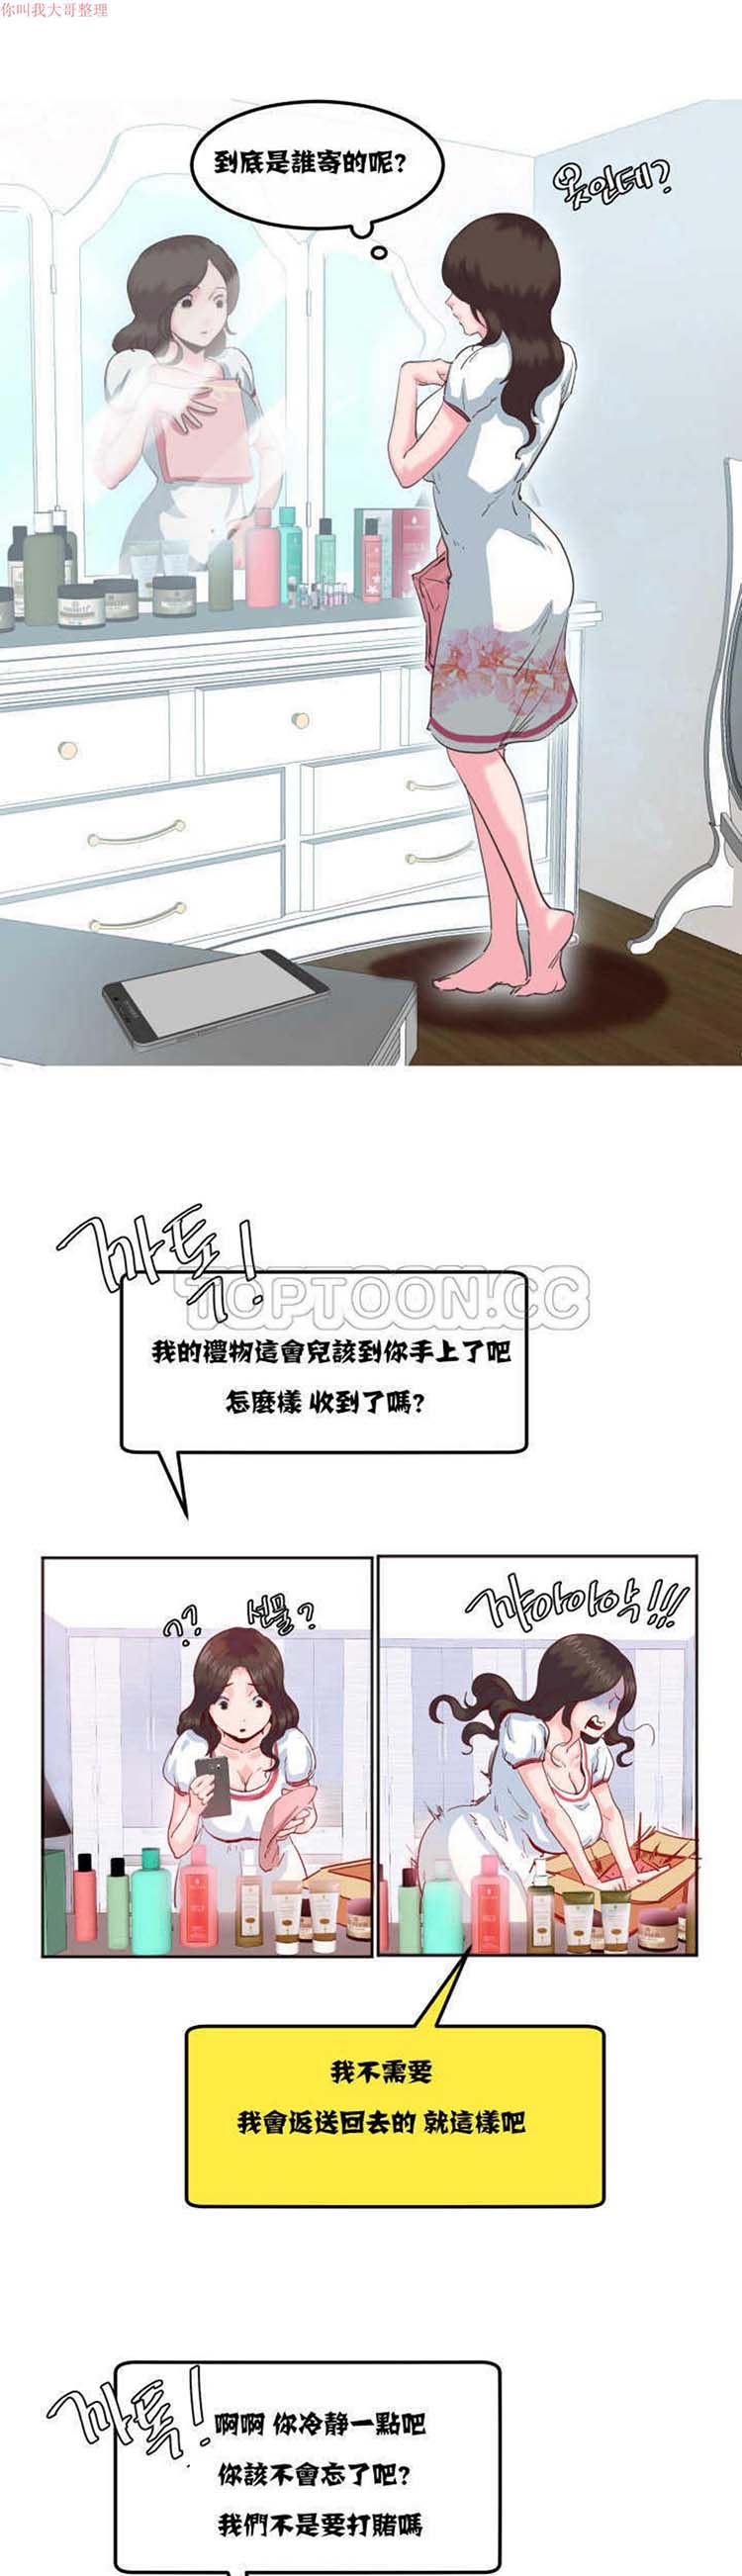 你叫我大哥整理
到底是誰寄的呢?
옷인데?
까톡!
TOPTOON.CC
我的禮物這會兒該到你手上了吧
怎麼樣 收到了嗎?
?? 선물?
까아아악!!!
我不需要
我會返送回去的 就這樣吧
까톡!
啊啊 你冷静一點吧
你該不會忘了吧?
我們不是要打賭嗎